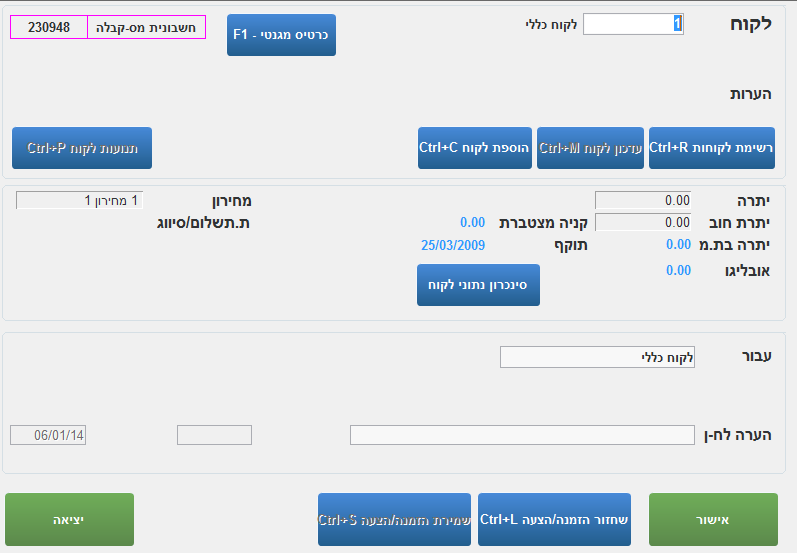 לקוח 1 לקוח כללי כרטיס מגנטי - F1 חשבונית מס-קבלה 230948
הערות
רשימת לקוחות Ctrl+R עדכון לקוח Ctrl+M הוספת לקוח Ctrl+C תנועות לקוח Ctrl+P
יתרה 0.00 מחירון 1 מחירון 1
יתרת חוב 0.00 קניה מצטברת 0.00 ת.תשלום/סיווג
יתרה בת.מ 0.00 תוקף 25/03/2009
אובליגו 0.00
סינכרון נתוני לקוח
עבור לקוח כללי
הערה לח-ן 06/01/14
אישור שחזור הזמנה/הצעה Ctrl+L שמירת הזמנה/הצעה Ctrl+S יציאה